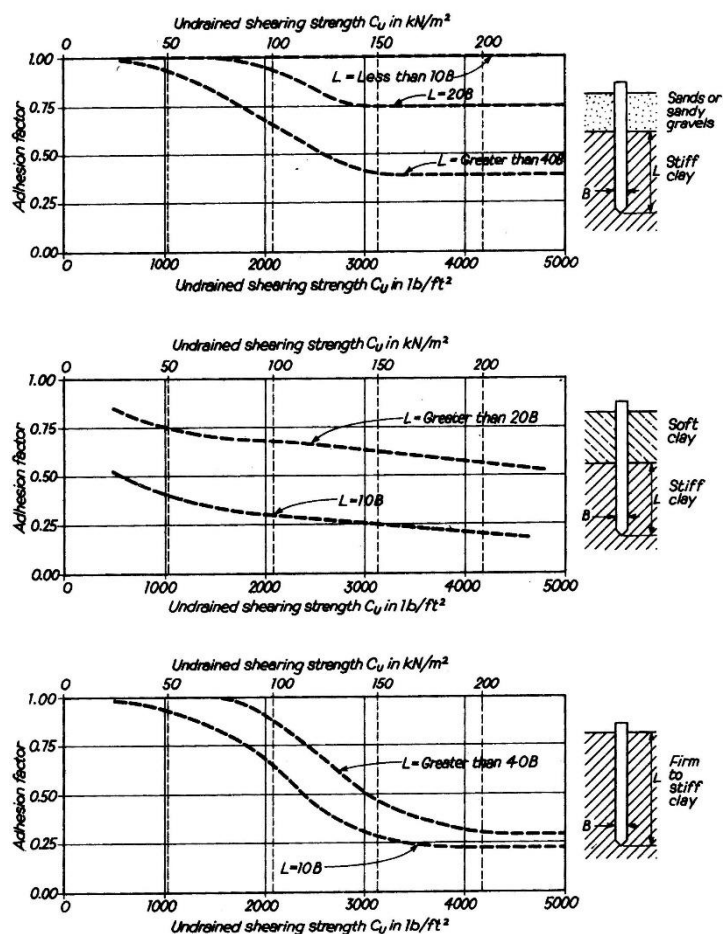 Undrained shearing strength Cu in kN/m²
0 50 100 150 200
1.00
0.75
0.50
0.25
0.00
Adhesion factor
L = Less than 10B
L=20B
L = Greater than 40B
0 1000 2000 3000 4000 5000
Undrained shearing strength Cu in lb/ft²
Sands or
sandy
gravels
Stiff
clay
L
B
Undrained shearing strength Cu in kN/m²
0 50 100 150 200
1.00
0.75
0.50
0.25
0.00
Adhesion factor
L = Greater than 20B
L=10B
0 1000 2000 3000 4000 5000
Undrained shearing strength Cu in lb/ft²
Soft
clay
Stiff
clay
L
B
Undrained shearing strength Cu in kN/m²
0 50 100 150 200
1.00
0.75
0.50
0.25
0.00
Adhesion factor
L = Greater than 40B
L=10B
0 1000 2000 3000 4000 5000
Undrained shearing strength Cu in lb/ft²
Firm
to
stiff
clay
L
B